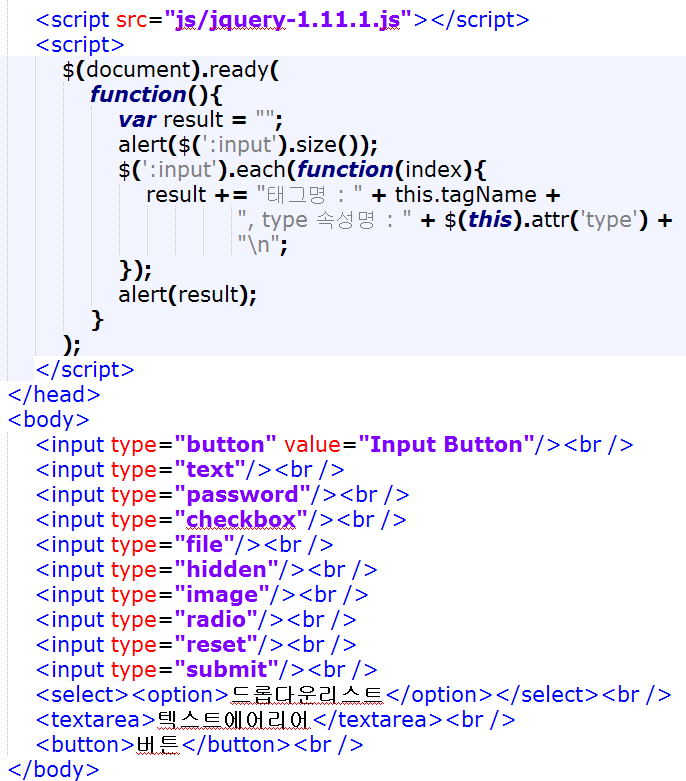 <script src="js/jquery-1.11.1.js"></script>
<script>
$(document).ready(
function(){
var result = "";
alert($(':input').size());
$(':input').each(function(index){
result += "태그명 : " + this.tagName +
", type 속성명 : " + $(this).attr('type') +
"\n";
});
alert(result);
}
);
</script>
</head>
<body>
<input type="button" value="Input Button"/><br />
<input type="text"/><br />
<input type="password"/><br />
<input type="checkbox"/><br />
<input type="file"/><br />
<input type="hidden"/><br />
<input type="image"/><br />
<input type="radio"/><br />
<input type="reset"/><br />
<input type="submit"/><br />
<select><option>드롭다운리스트</option></select><br />
<textarea>텍스트에어리어</textarea><br />
<button>버튼</button><br />
</body>